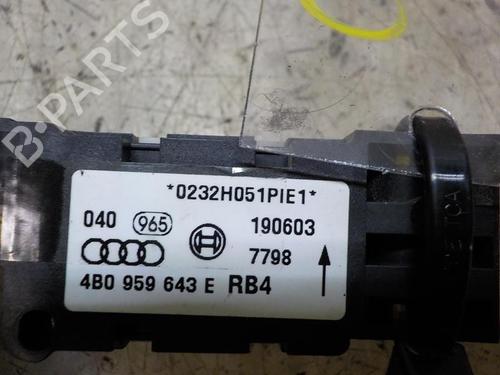 B-PARTS
*0232H051PIE1*
040 965 190603
7798
4B0 959 643 E RB4